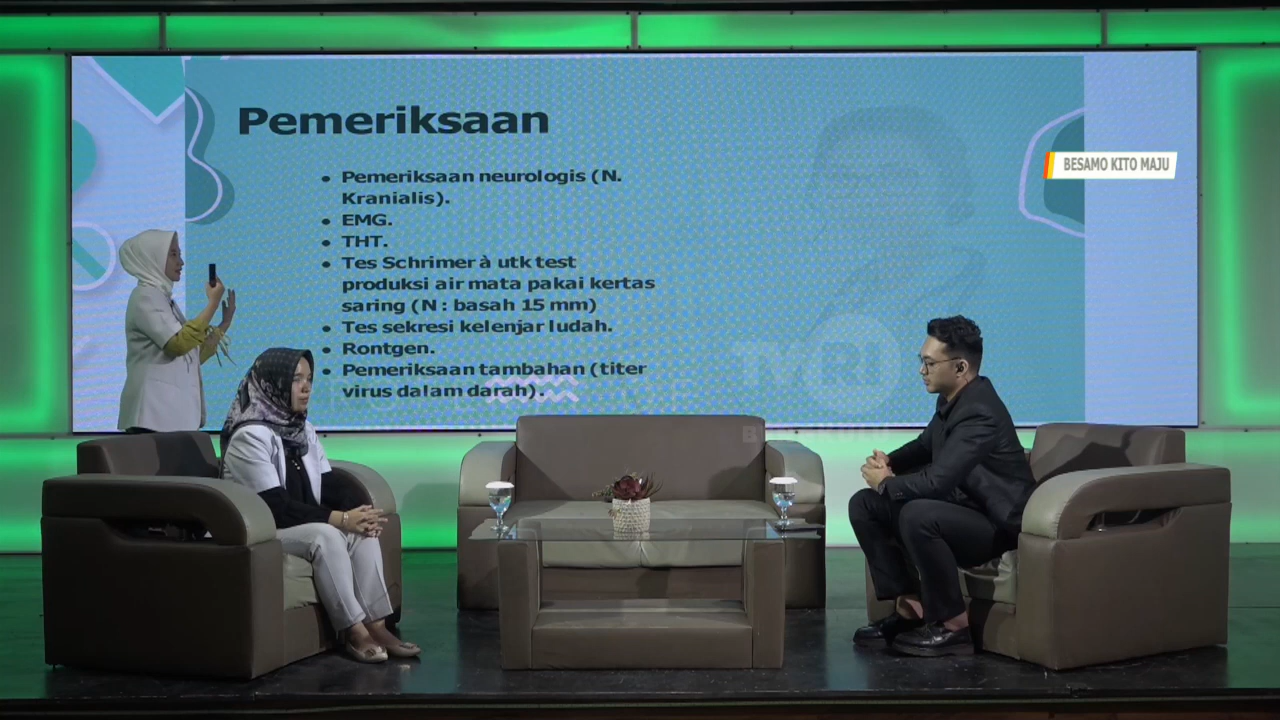 Pemeriksaan
BESAMO KITO MAJU
• Pemeriksaan neurologis (N.
Kranialis).
• EMG.
• THT.
• Tes Schrimer à utk test
produksi air mata pakai kertas
saring (N : basah 15 mm)
• Tes sekresi kelenjar ludah.
• Rontgen.
• Pemeriksaan tambahan (titer
virus dalam darah).